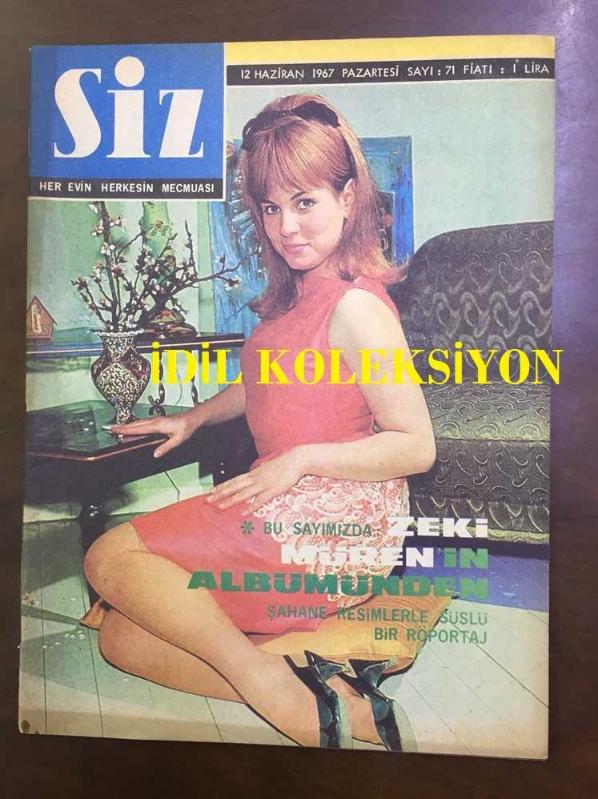 Siz
12 HAZİRAN 1967 PAZARTESİ SAYI : 71 FİATI : 1 LİRA
HER EVİN HERKESİN MECMUASI
İDİL KOLEKSİYON
* BU SAYIMIZDA.. ZEKİ
MÜREN'İN
ALBÜMÜNDEN
ŞAHANE RESİMLERLE SÜSLÜ
BİR RÖPORTAJ